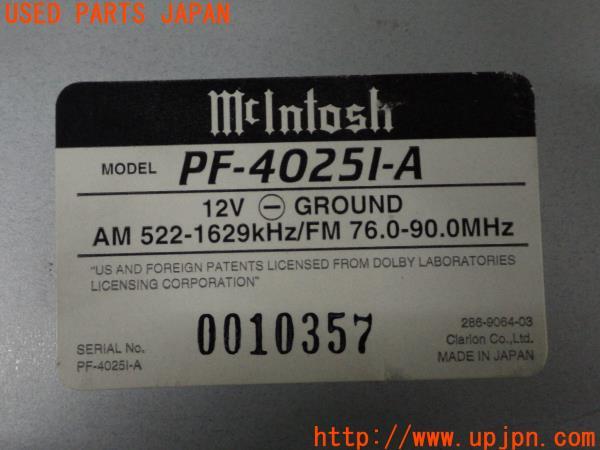 USED PARTS JAPAN
McIntosh
MODEL PF-4025I-A
12V ⊖ GROUND
AM 522-1629kHz/FM 76.0-90.0MHz
"US AND FOREIGN PATENTS LICENSED FROM DOLBY LABORATORIES
LICENSING CORPORATION"
0010357
SERIAL No.
PF-4025I-A
286-9064-03
Clarion Co.,Ltd.
MADE IN JAPAN
http://www.upjpn.com/